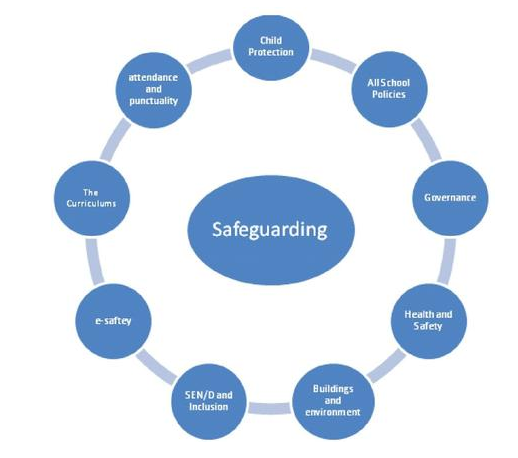 Child
Protection
All School
Policies
Governance
Health and
Safety
Buildings
and
environment
SEN/D and
Inclusion
e-saftey
The
Curriculums
attendance
and
punctuality
Safeguarding